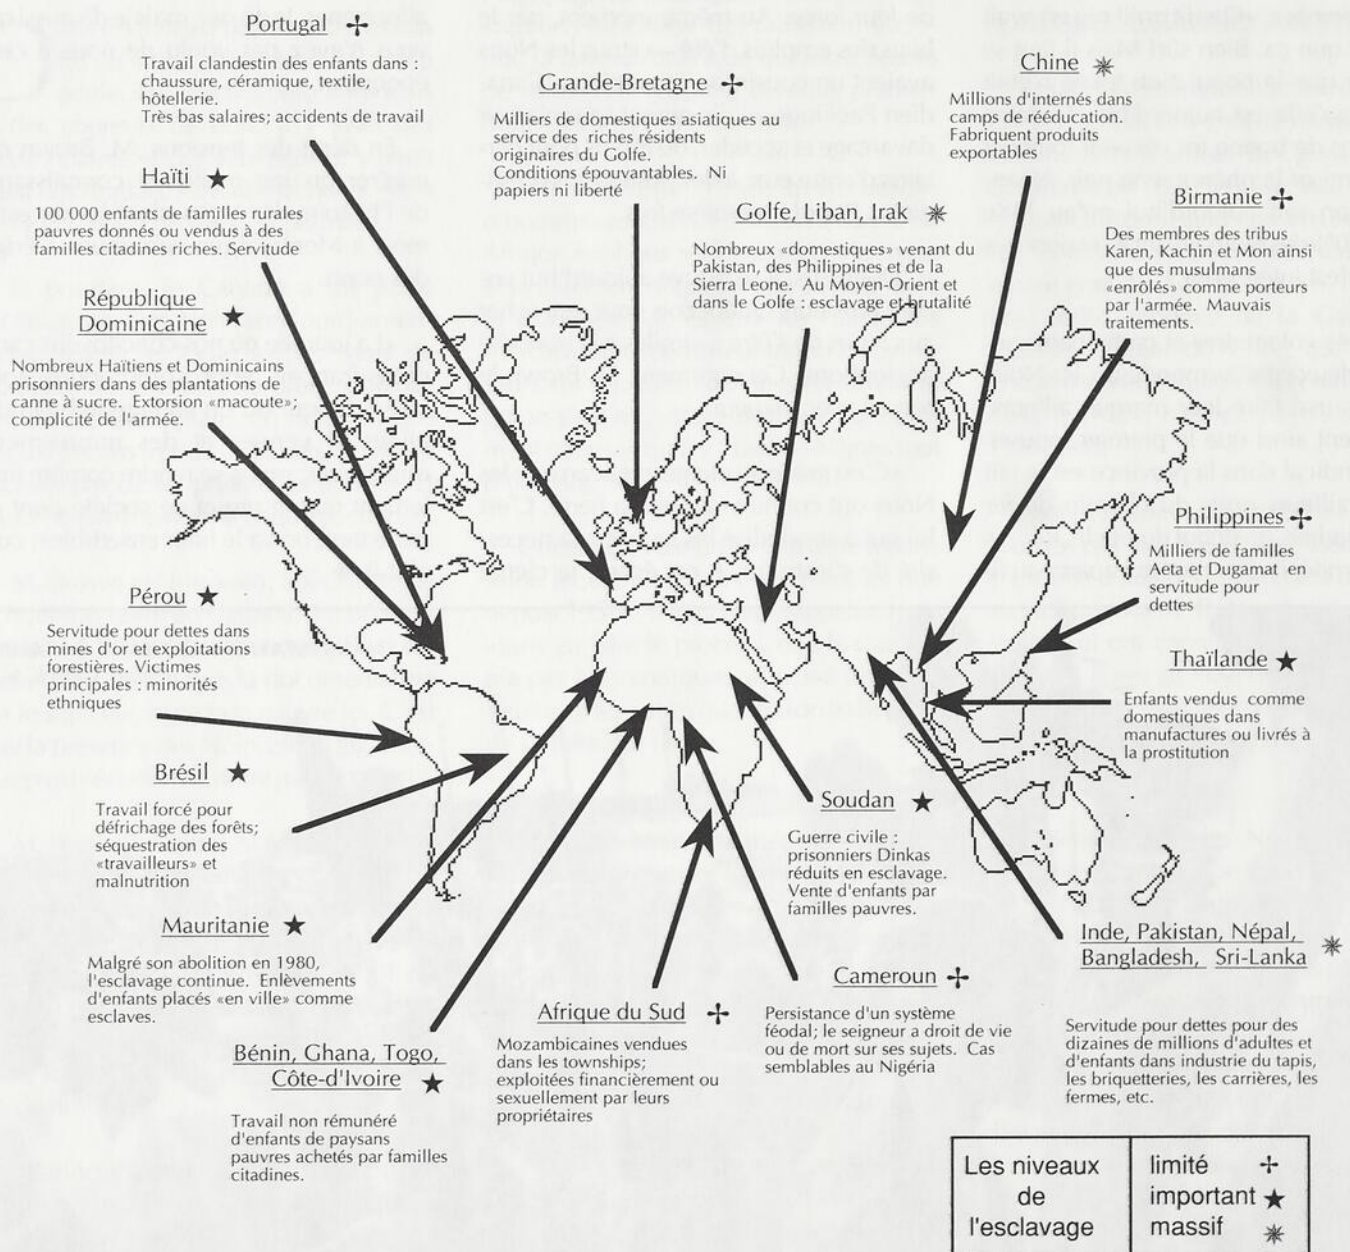 Portugal ✢
Travail clandestin des enfants dans :
chaussure, céramique, textile,
hôtellerie.
Très bas salaires; accidents de travail
Grande-Bretagne ✢
Milliers de domestiques asiatiques au
service des riches résidents
originaires du Golfe.
Conditions épouvantables. Ni
papiers ni liberté
Chine ✴
Millions d'internés dans
camps de rééducation.
Fabriquent produits
exportables
Haïti ★
100 000 enfants de familles rurales
pauvres donnés ou vendus à des
familles citadines riches. Servitude
Golfe, Liban, Irak ✴
Nombreux «domestiques» venant du
Pakistan, des Philippines et de la
Sierra Leone. Au Moyen-Orient et
dans le Golfe : esclavage et brutalité
Birmanie ✢
Des membres des tribus
Karen, Kachin et Mon ainsi
que des musulmans
«enrôlés» comme porteurs
par l'armée. Mauvais
traitements.
République
Dominicaine ★
Nombreux Haïtiens et Dominicains
prisonniers dans des plantations de
canne à sucre. Extorsion «macoute»;
complicité de l'armée.
Philippines ✢
Milliers de familles
Aeta et Dugamat en
servitude pour
dettes
Pérou ★
Servitude pour dettes dans
mines d'or et exploitations
forestières. Victimes
principales : minorités
ethniques
Thaïlande ★
Enfants vendus comme
domestiques dans
manufactures ou livrés à
la prostitution
Brésil ★
Travail forcé pour
défrichage des forêts;
séquestration des
«travailleurs» et
malnutrition
Soudan ★
Guerre civile :
prisonniers Dinkas
réduits en esclavage.
Vente d'enfants par
familles pauvres.
Mauritanie ★
Malgré son abolition en 1980,
l'esclavage continue. Enlèvements
d'enfants placés «en ville» comme
esclaves.
Inde, Pakistan, Népal,
Bangladesh, Sri-Lanka ✴
Servitude pour dettes pour des
dizaines de millions d'adultes et
d'enfants dans industrie du tapis,
les briquetteries, les carrières, les
fermes, etc.
Cameroun ✢
Persistance d'un système
féodal; le seigneur a droit de vie
ou de mort sur ses sujets. Cas
semblables au Nigéria
Afrique du Sud ✢
Mozambicaines vendues
dans les townships;
exploitées financièrement ou
sexuellement par leurs
propriétaires
Bénin, Ghana, Togo,
Côte-d'Ivoire ★
Travail non rémunéré
d'enfants de paysans
pauvres achetés par familles
citadines.
Les niveaux
de
l'esclavage
limité ✢
important ★
massif ✴